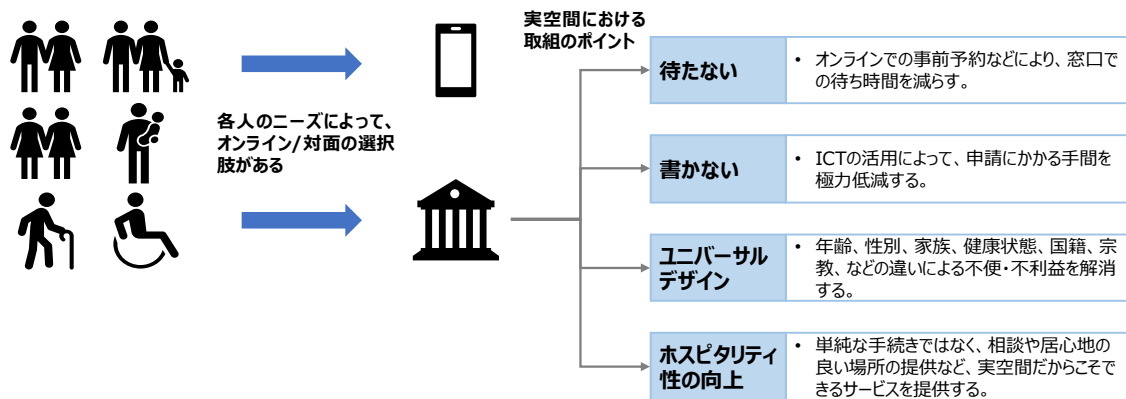 実空間における
取組のポイント
各人のニーズによって、
オンライン/対面の選択
肢がある
待たない
• オンラインでの事前予約などにより、窓口で
の待ち時間を減らす。
書かない
• ICTの活用によって、申請にかかる手間を
極力低減する。
ユニバーサル
デザイン
• 年齢、性別、家族、健康状態、国籍、宗
教、などの違いによる不便・不利益を解消
する。
ホスピタリティ
性の向上
• 単純な手続きではなく、相談や居心地の
良い場所の提供など、実空間だからこそで
きるサービスを提供する。